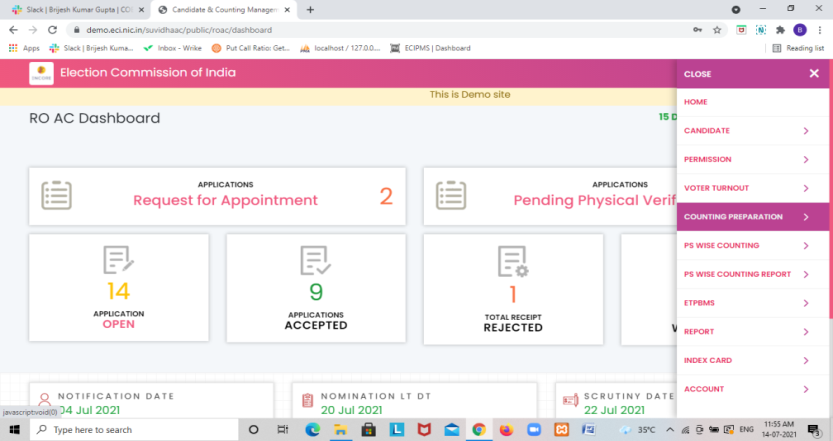 Slack | Brijesh Kumar Gupta | CO
Candidate & Counting Managem
demo.eci.nic.in/suvidhaac/public/roac/dashboard
Apps
Slack | Brijesh Kuma...
Inbox - Wrike
Put Call Ratio: Get...
localhost / 127.0.0....
ECIPMS | Dashboard
Reading list
Election Commission of India
This is Demo site
RO AC Dashboard
15 D
APPLICATIONS
Request for Appointment
2
APPLICATIONS
Pending Physical Verif
14
APPLICATION
OPEN
9
APPLICATIONS
ACCEPTED
1
TOTAL RECEIPT
REJECTED
NOTIFICATION DATE
04 Jul 2021
NOMINATION LT DT
20 Jul 2021
SCRUTINY DATE
22 Jul 2021
CLOSE
HOME
CANDIDATE
PERMISSION
VOTER TURNOUT
COUNTING PREPARATION
PS WISE COUNTING
PS WISE COUNTING REPORT
ETPBMS
REPORT
INDEX CARD
ACCOUNT
javascript:void(0)
Type here to search
35°C
ENG
11:55 AM
14-07-2021
3